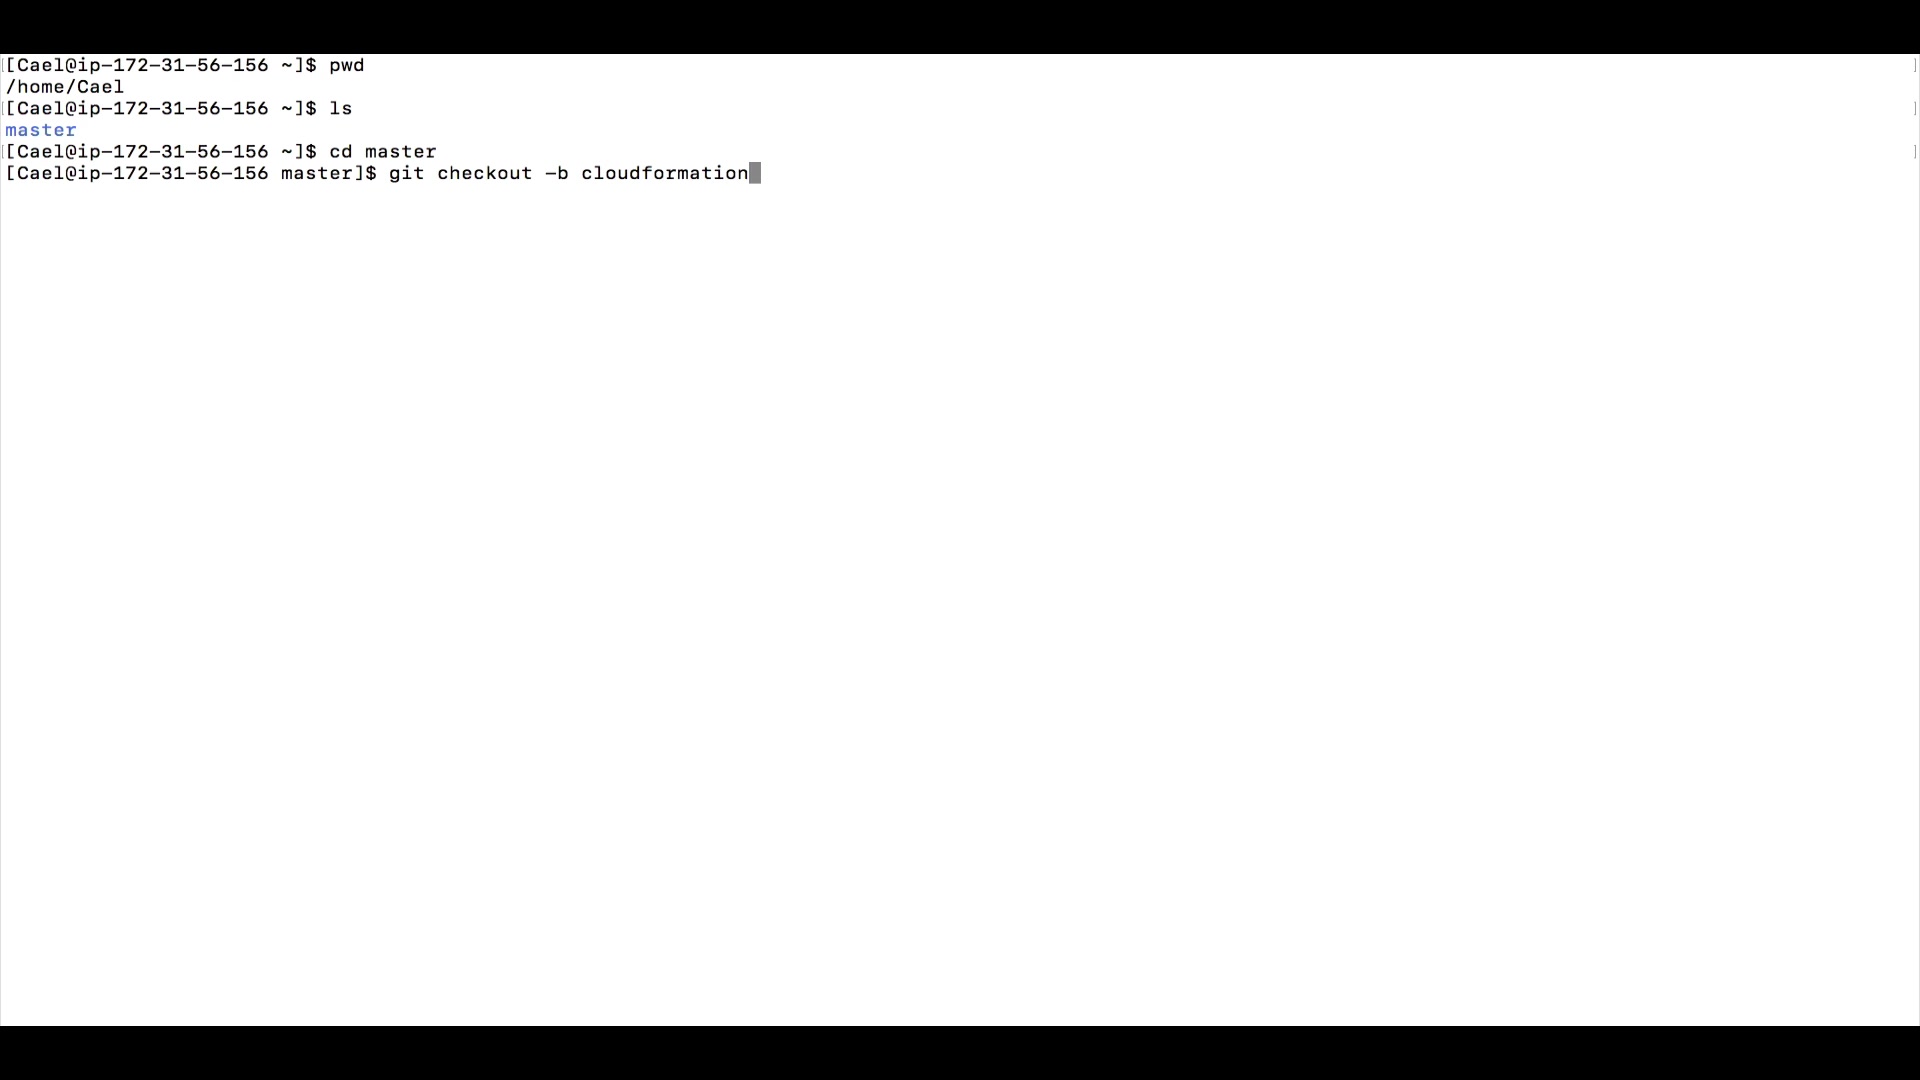 [Cael@ip-172-31-56-156 ~]$ pwd
/home/Cael
[Cael@ip-172-31-56-156 ~]$ ls
master
[Cael@ip-172-31-56-156 ~]$ cd master
[Cael@ip-172-31-56-156 master]$ git checkout -b cloudformation